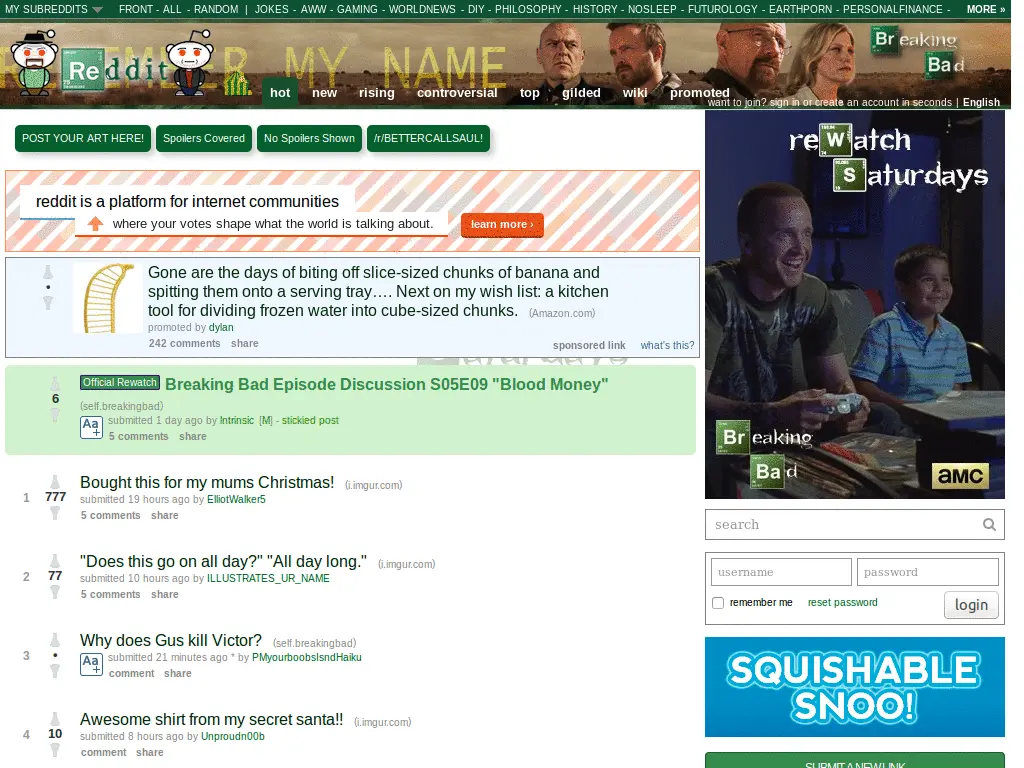 MY SUBREDDITS FRONT - ALL - RANDOM | JOKES - AWW - GAMING - WORLDNEWS - DIY - PHILOSOPHY - HISTORY - NOSLEEP - FUTUROLOGY - EARTHPORN - PERSONALFINANCE - MORE »
REMEMBER MY NAME
Reddit
Breaking
Bad
hot new rising controversial top gilded wiki promoted
want to join? sign in or create an account in seconds | English
POST YOUR ART HERE! Spoilers Covered No Spoilers Shown /r/BETTERCALLSAUL!
reddit is a platform for internet communities
where your votes shape what the world is talking about. learn more ›
Gone are the days of biting off slice-sized chunks of banana and
spitting them onto a serving tray…. Next on my wish list: a kitchen
tool for dividing frozen water into cube-sized chunks. (Amazon.com)
promoted by dylan
242 comments share sponsored link what's this?
6
Official Rewatch Breaking Bad Episode Discussion S05E09 "Blood Money"
(self.breakingbad)
Aa+ submitted 1 day ago by Intrinsic [M] - stickied post
5 comments share
1 777
Bought this for my mums Christmas! (i.imgur.com)
submitted 19 hours ago by ElliotWalker5
5 comments share
2 77
"Does this go on all day?" "All day long." (i.imgur.com)
submitted 10 hours ago by ILLUSTRATES_UR_NAME
5 comments share
3 •
Why does Gus kill Victor? (self.breakingbad)
Aa+ submitted 21 minutes ago * by PMyourboobsIsndHaiku
comment share
4 10
Awesome shirt from my secret santa!! (i.imgur.com)
submitted 8 hours ago by Unproudn00b
comment share
reWatch
Saturdays
Breaking
Bad
aMC
search
username password
remember me reset password login
SQUISHABLE
SNOO!
SUBMIT A NEW LINK